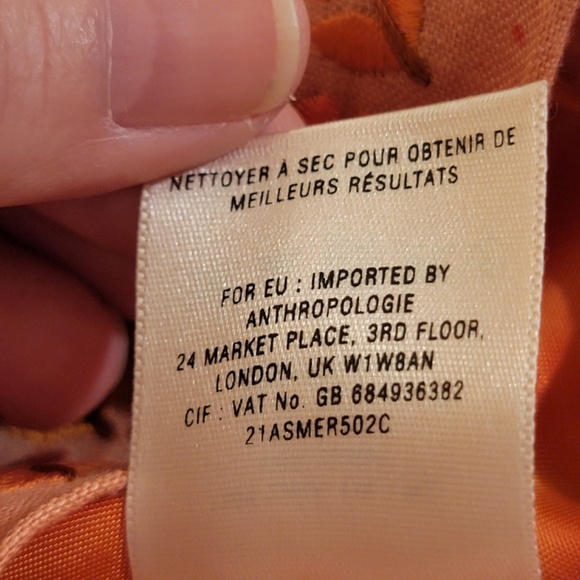 NETTOYER À SEC POUR OBTENIR DE
MEILLEURS RÉSULTATS
FOR EU : IMPORTED BY
ANTHROPOLOGIE
24 MARKET PLACE, 3RD FLOOR,
LONDON, UK W1W8AN
CIF : VAT No. GB 684936382
21ASMER502C